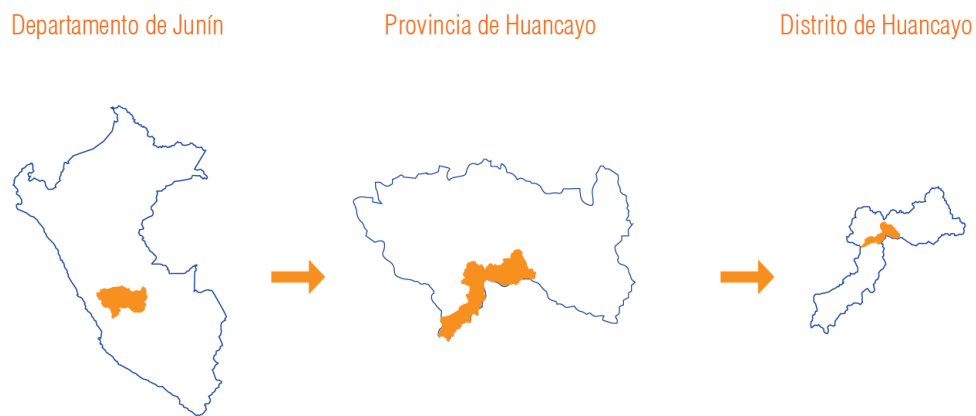 Departamento de Junín
Provincia de Huancayo
Distrito de Huancayo